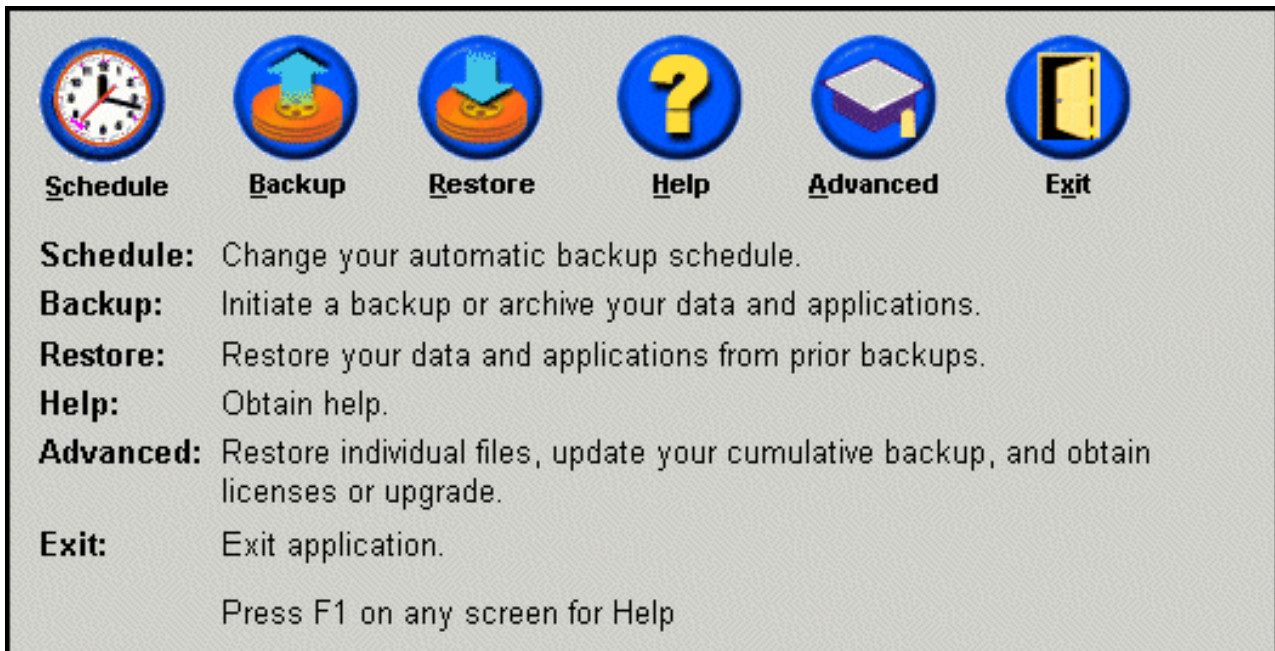 Schedule Backup Restore Help Advanced Exit
Schedule: Change your automatic backup schedule.
Backup: Initiate a backup or archive your data and applications.
Restore: Restore your data and applications from prior backups.
Help: Obtain help.
Advanced: Restore individual files, update your cumulative backup, and obtain
licenses or upgrade.
Exit: Exit application.
Press F1 on any screen for Help